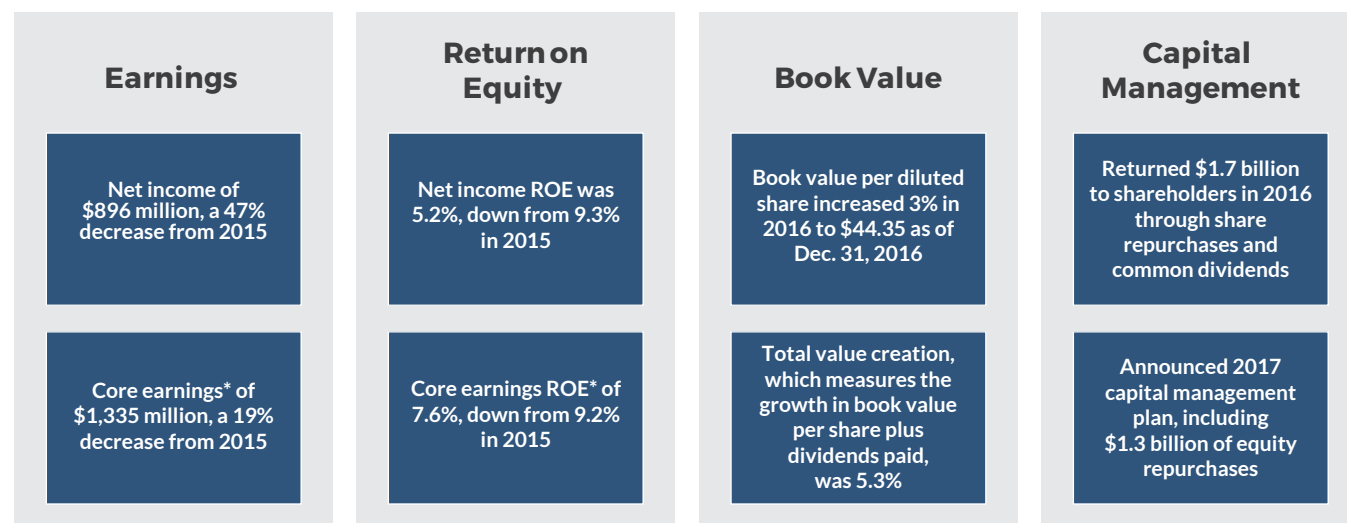 Earnings
Net income of
$896 million, a 47%
decrease from 2015
Core earnings* of
$1,335 million, a 19%
decrease from 2015
Return on
Equity
Net income ROE was
5.2%, down from 9.3%
in 2015
Core earnings ROE* of
7.6%, down from 9.2%
in 2015
Book Value
Book value per diluted
share increased 3% in
2016 to $44.35 as of
Dec. 31, 2016
Total value creation,
which measures the
growth in book value
per share plus
dividends paid,
was 5.3%
Capital
Management
Returned $1.7 billion
to shareholders in 2016
through share
repurchases and
common dividends
Announced 2017
capital management
plan, including
$1.3 billion of equity
repurchases